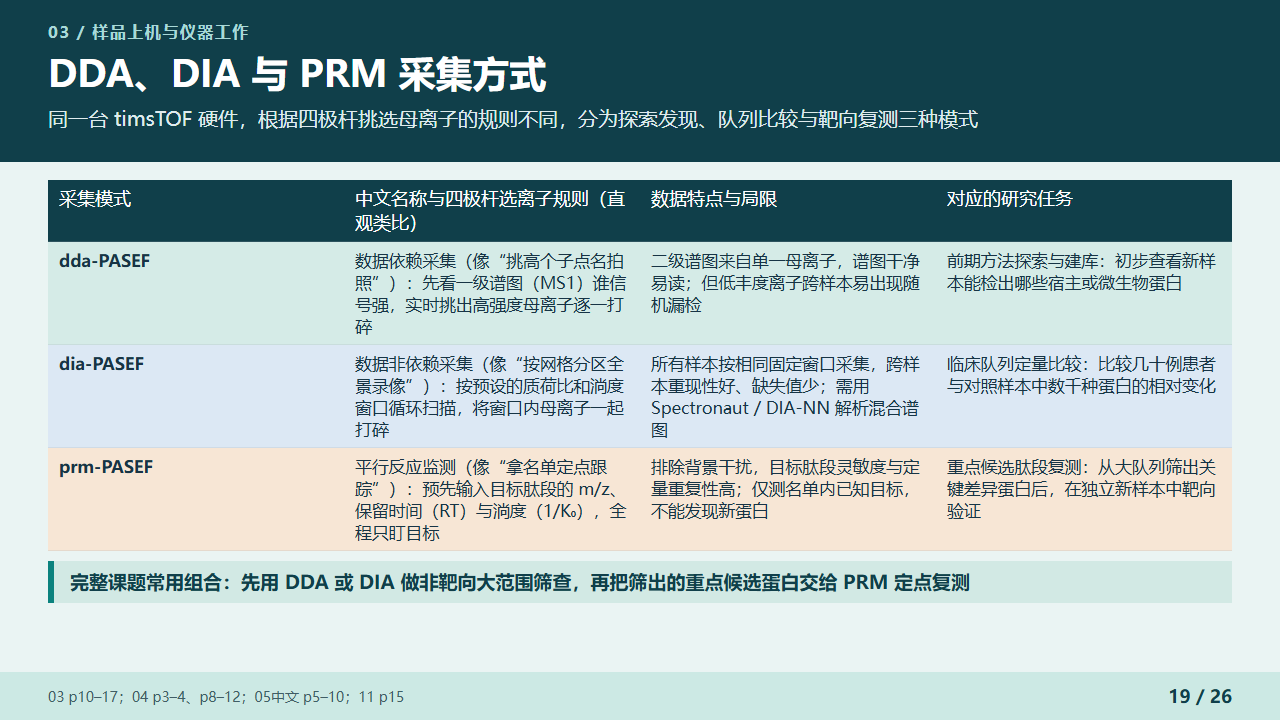 03 / 样品上机与仪器工作
DDA、DIA 与 PRM 采集方式
同一台 timsTOF 硬件，根据四极杆挑选母离子的规则不同，分为探索发现、队列比较与靶向复测三种模式
采集模式
中文名称与四极杆选离子规则（直
观类比）
数据特点与局限
对应的研究任务
dda-PASEF
数据依赖采集（像“挑高个子点名拍
照”）：先看一级谱图（MS1）谁信
号强，实时挑出高强度母离子逐一打
碎
二级谱图来自单一母离子，谱图干净
易读；但低丰度离子跨样本易出现随
机漏检
前期方法探索与建库：初步查看新样
本能检出哪些宿主或微生物蛋白
dia-PASEF
数据非依赖采集（像“按网格分区全
景录像”）：按预设的质荷比和淌度
窗口循环扫描，将窗口内母离子一起
打碎
所有样本按相同固定窗口采集，跨样
本重现性好、缺失值少；需用
Spectronaut / DIA-NN 解析混合谱
图
临床队列定量比较：比较几十例患者
与对照样本中数千种蛋白的相对变化
prm-PASEF
平行反应监测（像“拿名单定点跟
踪”）：预先输入目标肽段的 m/z、
保留时间（RT）与淌度（1/K₀），全
程只盯目标
排除背景干扰，目标肽段灵敏度与定
量重复性高；仅测名单内已知目标，
不能发现新蛋白
重点候选肽段复测：从大队列筛出关
键差异蛋白后，在独立新样本中靶向
验证
完整课题常用组合：先用 DDA 或 DIA 做非靶向大范围筛查，再把筛出的重点候选蛋白交给 PRM 定点复测
03 p10–17；04 p3–4、p8–12；05中文 p5–10；11 p15
19 / 26